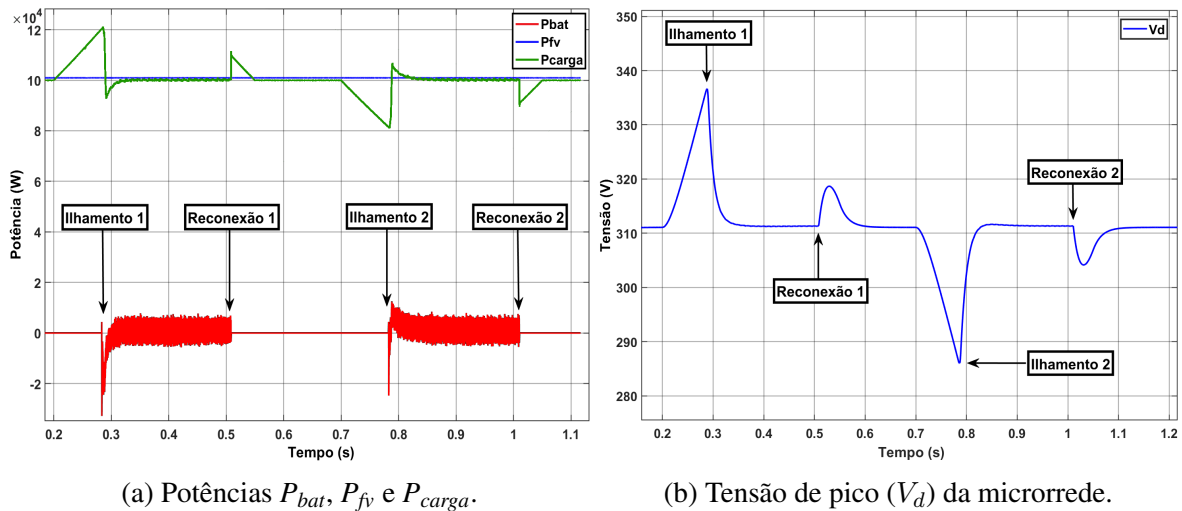 ×10⁴
12
10
8
6
4
2
0
-2
Potência (W)
Pbat
Pfv
Pcarga
Ilhamento 1
Reconexão 1
Ilhamento 2
Reconexão 2
0.2 0.3 0.4 0.5 0.6 0.7 0.8 0.9 1 1.1
Tempo (s)
(a) Potências P_bat, P_fv e P_carga.
350
340
330
320
310
300
290
280
Tensão (V)
Vd
Ilhamento 1
Reconexão 2
Reconexão 1
Ilhamento 2
0.2 0.3 0.4 0.5 0.6 0.7 0.8 0.9 1 1.1 1.2
Tempo (s)
(b) Tensão de pico (V_d) da microrrede.